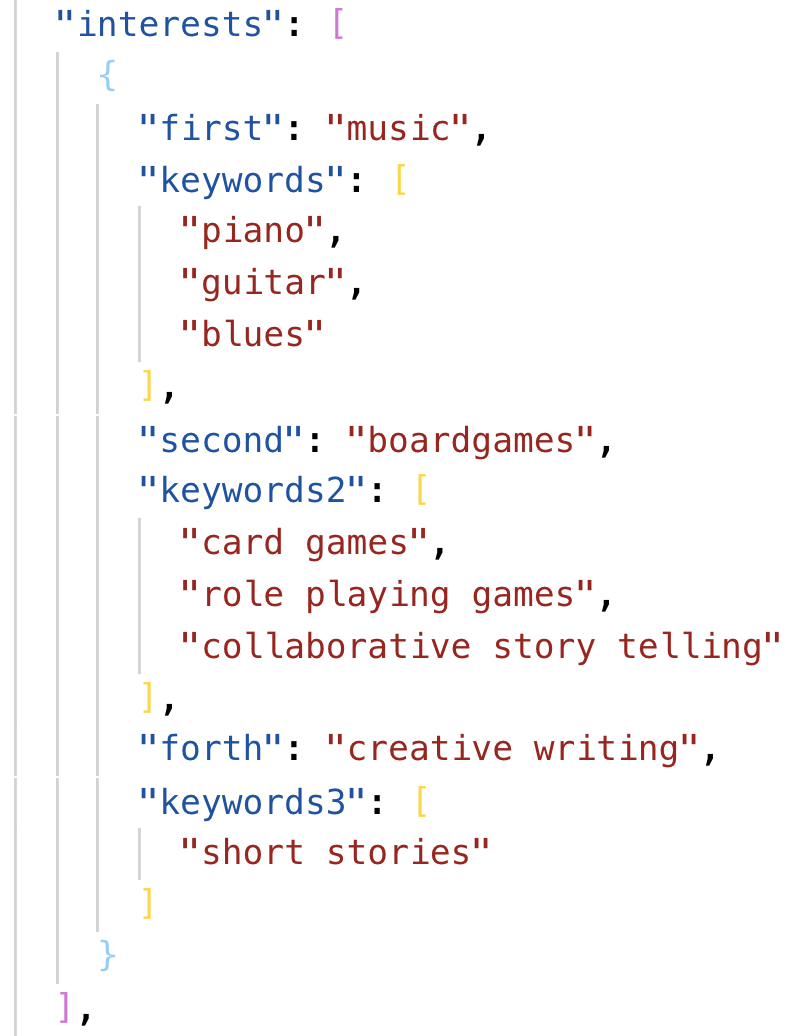 "interests": [
{
"first": "music",
"keywords": [
"piano",
"guitar",
"blues"
],
"second": "boardgames",
"keywords2": [
"card games",
"role playing games",
"collaborative story telling"
],
"forth": "creative writing",
"keywords3": [
"short stories"
]
}
],